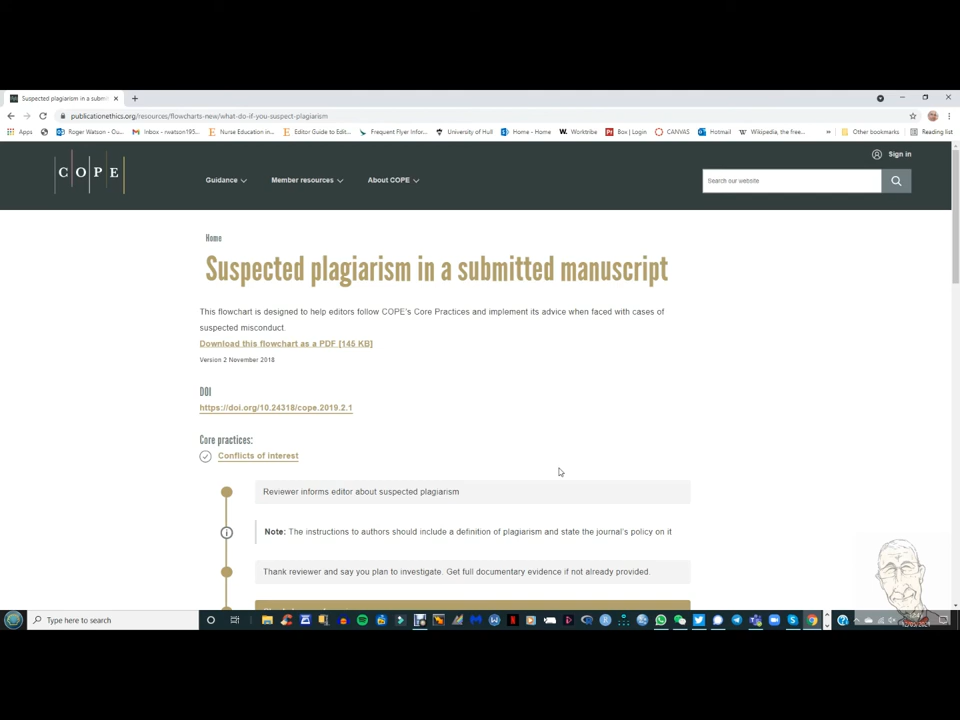 Suspected plagiarism in a subm
publicationethics.org/resources/flowcharts-new/what-do-if-you-suspect-plagiarism
Apps
Roger Watson - Ou...
Inbox - rwatson195...
Nurse Education in...
Editor Guide to Edit...
Frequent Flyer Infor...
University of Hull
Home - Home
Worktribe
Box | Login
CANVAS
Hotmail
Wikipedia, the free...
»
Other bookmarks
Reading list
COPE
Guidance
Member resources
About COPE
Sign in
Search our website
Home
Suspected plagiarism in a submitted manuscript
This flowchart is designed to help editors follow COPE's Core Practices and implement its advice when faced with cases of
suspected misconduct.
Download this flowchart as a PDF [145 KB]
Version 2 November 2018
DOI
https://doi.org/10.24318/cope.2019.2.1
Core practices:
Conflicts of interest
Reviewer informs editor about suspected plagiarism
Note: The instructions to authors should include a definition of plagiarism and state the journal's policy on it
Thank reviewer and say you plan to investigate. Get full documentary evidence if not already provided.
Type here to search